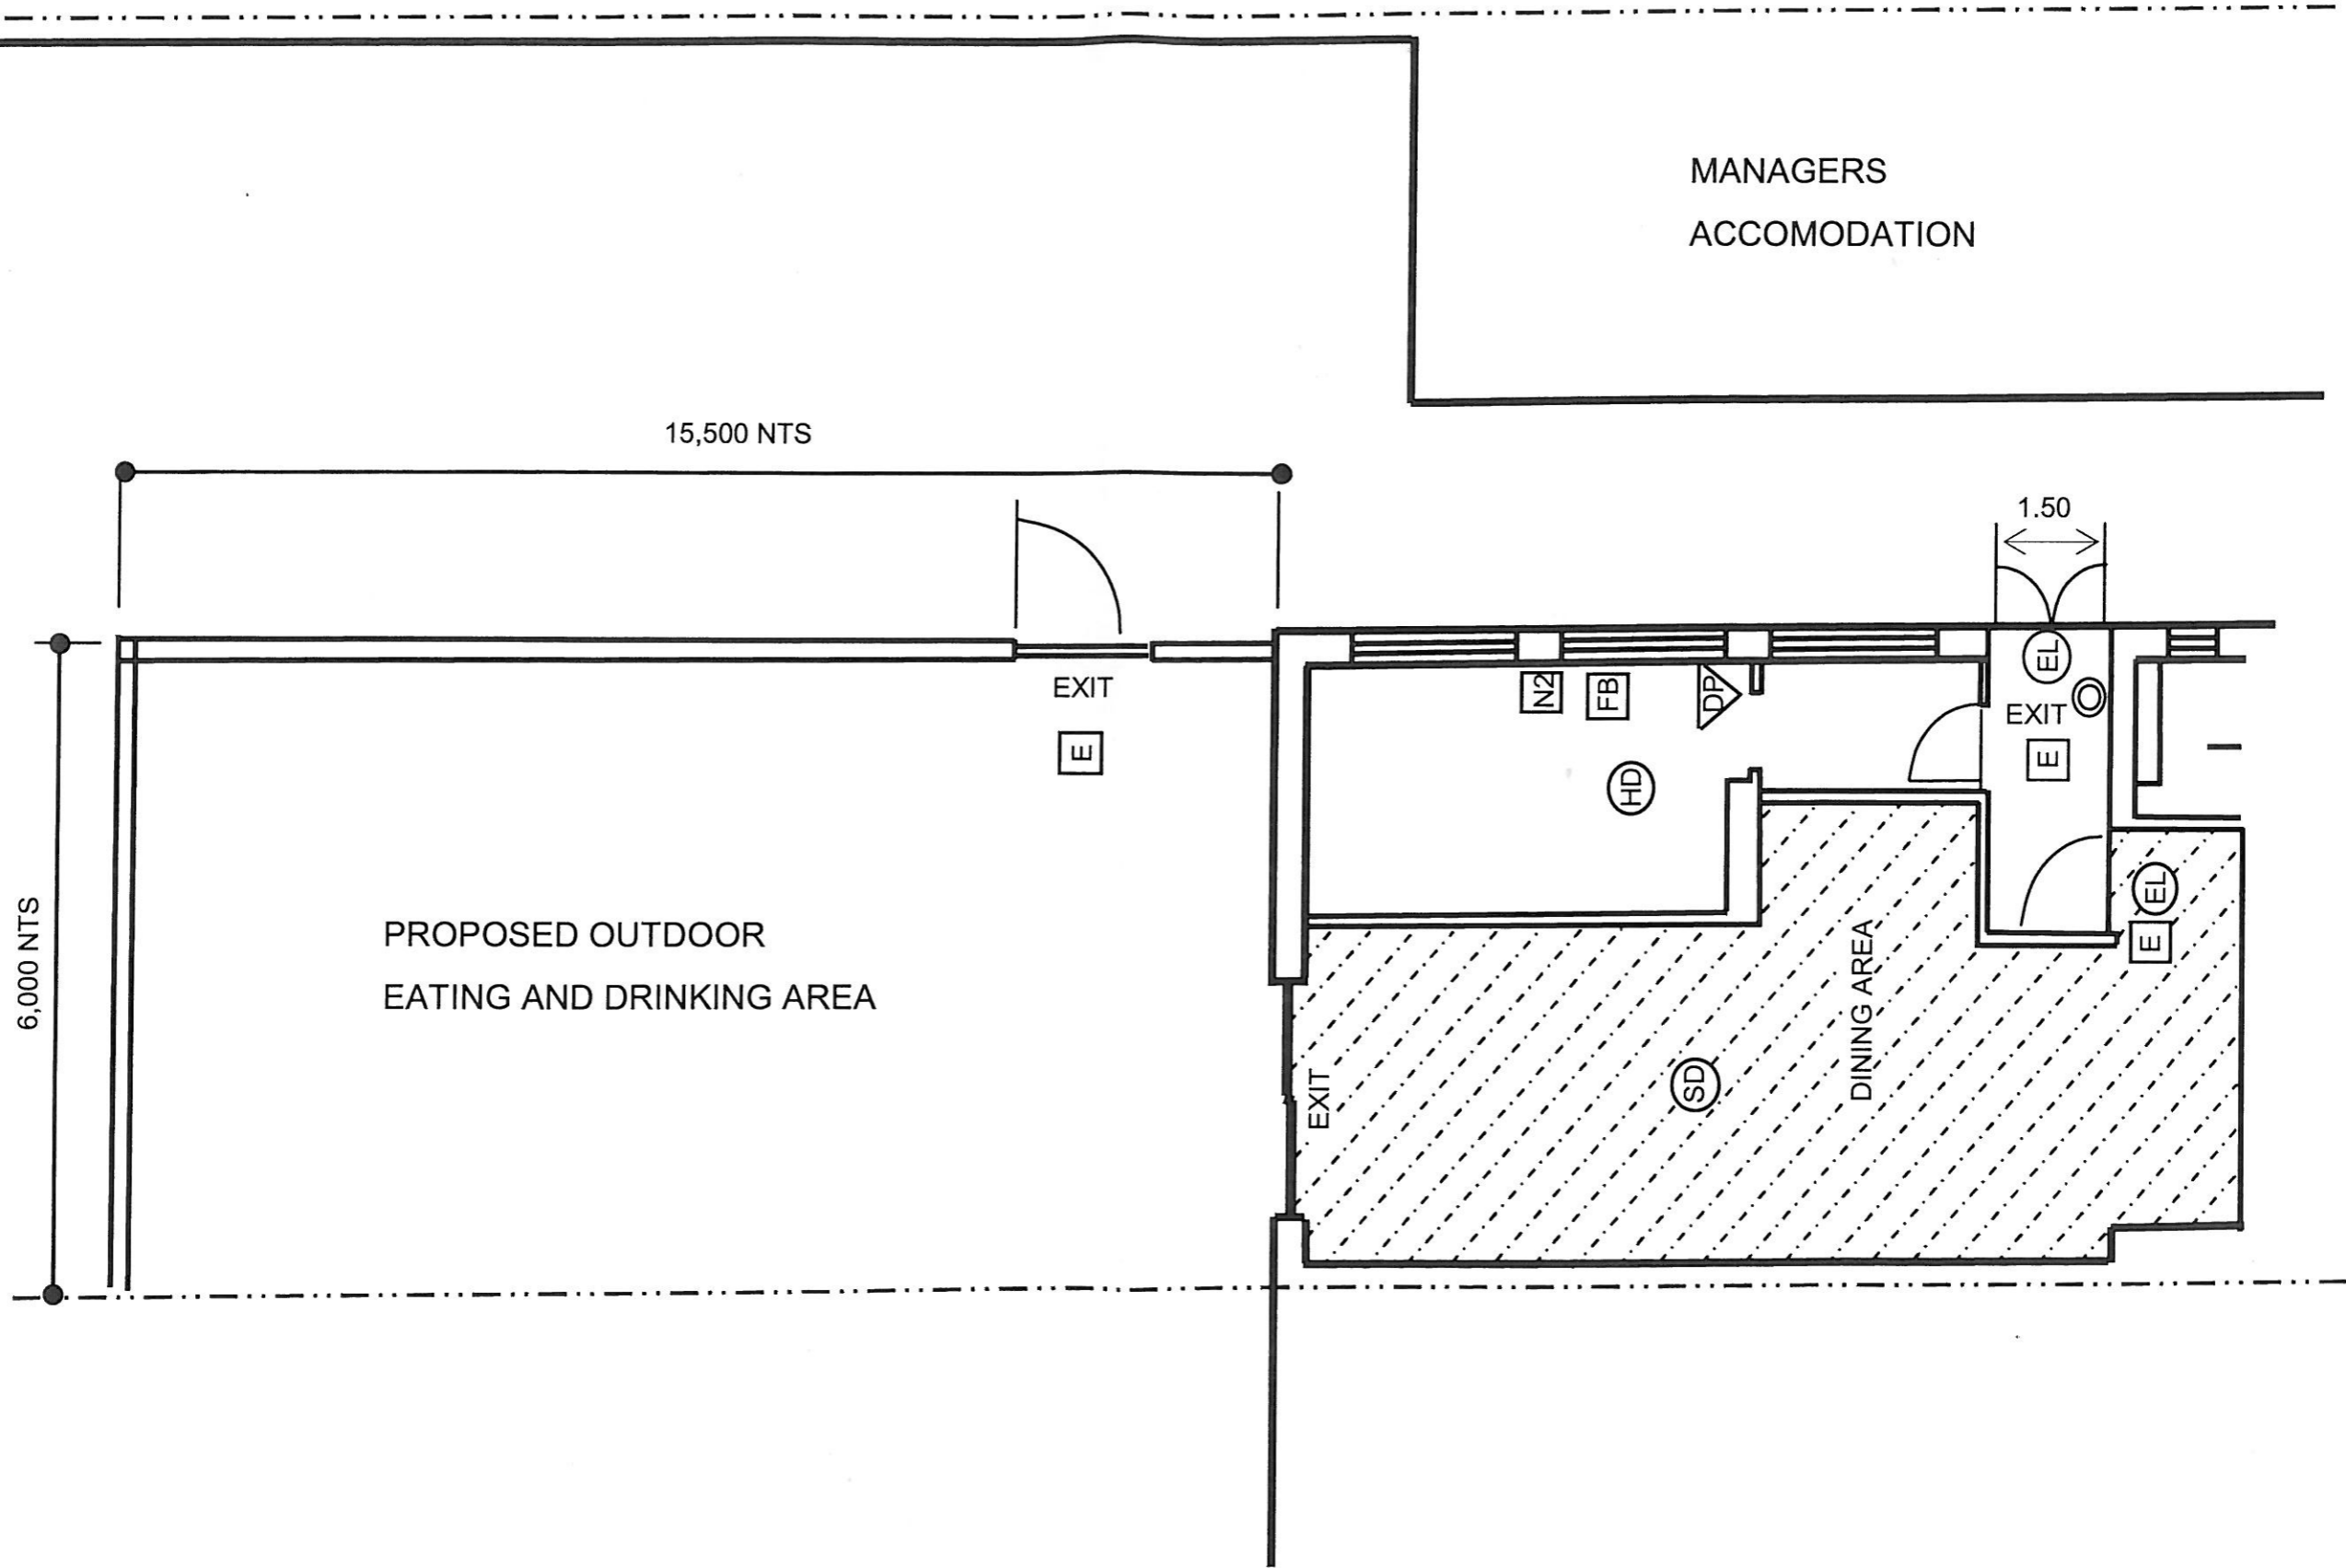 MANAGERS
ACCOMODATION
15,500 NTS
1.50
EXIT
E
N2
FB
DP
EL
EXIT
E
HD
6,000 NTS
PROPOSED OUTDOOR
EATING AND DRINKING AREA
EL
E
DINING AREA
EXIT
SD